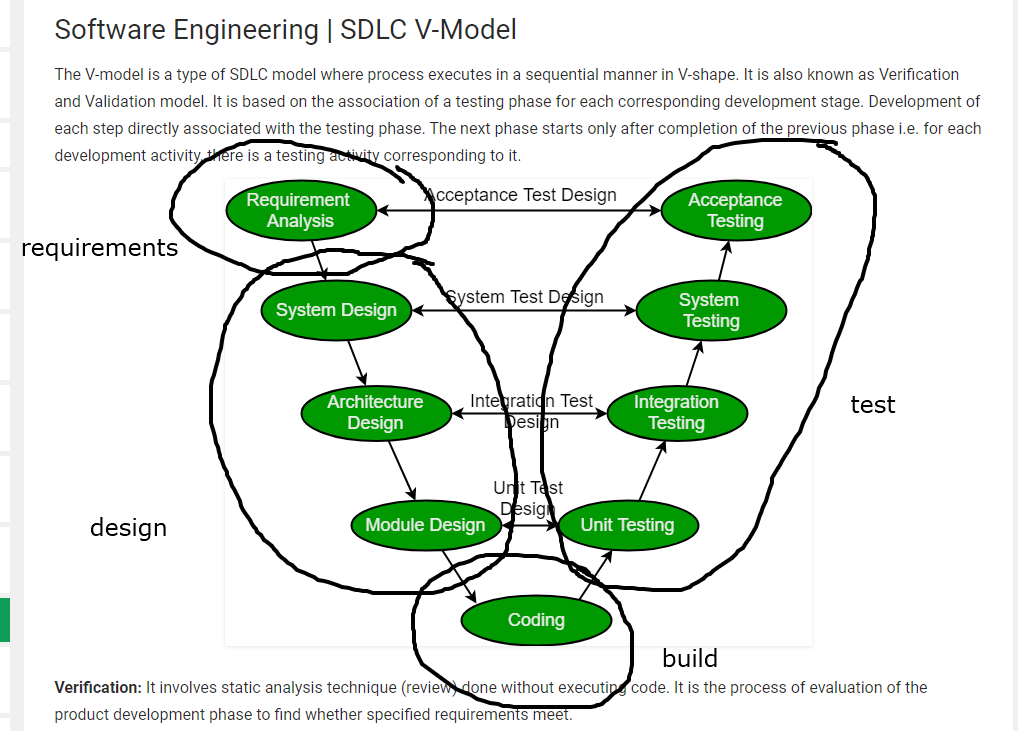 Software Engineering | SDLC V-Model
The V-model is a type of SDLC model where process executes in a sequential manner in V-shape. It is also known as Verification
and Validation model. It is based on the association of a testing phase for each corresponding development stage. Development of
each step directly associated with the testing phase. The next phase starts only after completion of the previous phase i.e. for each
development activity, there is a testing activity corresponding to it.
Requirement
Analysis
Acceptance Test Design
Acceptance
Testing
requirements
System Design
System Test Design
System
Testing
Architecture
Design
Integration Test
Design
Integration
Testing
test
Unit Test
Design
Module Design
Unit Testing
design
Coding
build
Verification: It involves static analysis technique (review) done without executing code. It is the process of evaluation of the
product development phase to find whether specified requirements meet.